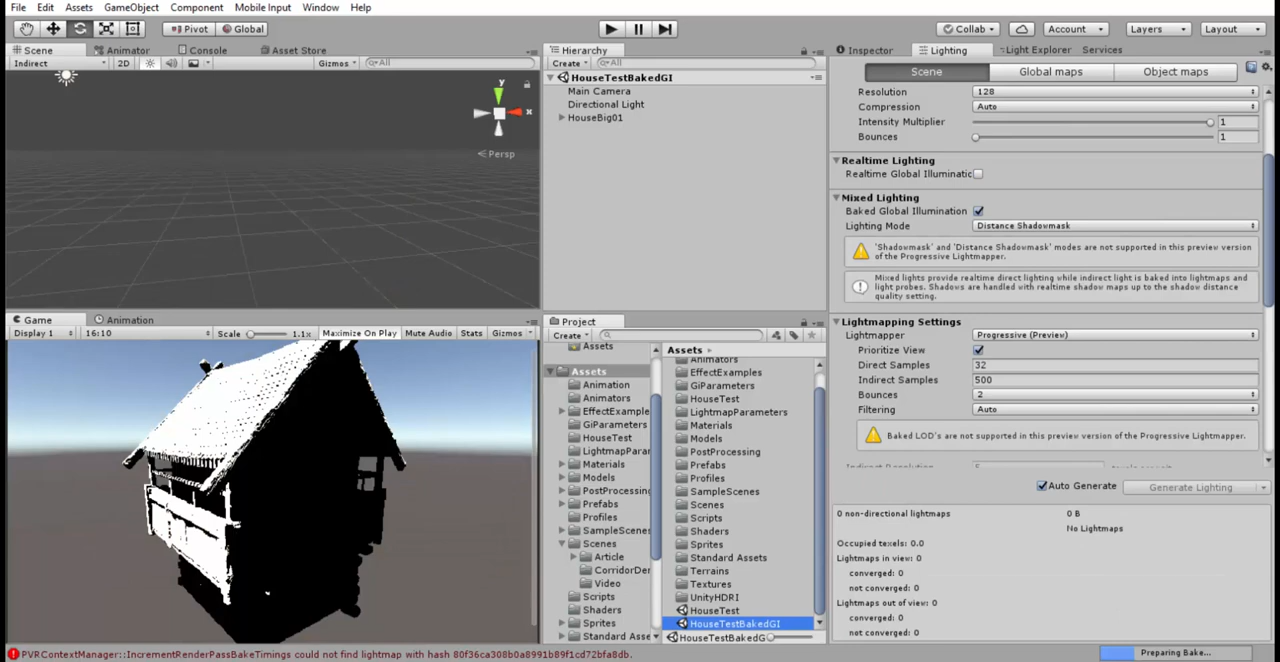 File Edit Assets GameObject Component Mobile Input Window Help
Pivot Global Collab Account Layers Layout
Scene Animator Console Asset Store
Indirect 2D Gizmos All
y
x
Persp
Game Animation
Display 1 16:10 Scale 1.1x Maximize On Play Mute Audio Stats Gizmos
Hierarchy
Create All
HouseTestBakedGI
Main Camera
Directional Light
HouseBig01
Project
Create
Assets
Assets
Animation
Animators
EffectExample
GiParameters
HouseTest
LightmapParar
Materials
Models
PostProcessing
Prefabs
Profiles
SampleScenes
Scenes
Article
CorridorDer
Video
Scripts
Shaders
Sprites
Standard Asse
Assets
Animators
EffectExamples
GiParameters
HouseTest
LightmapParameters
Materials
Models
PostProcessing
Prefabs
Profiles
SampleScenes
Scenes
Scripts
Shaders
Sprites
Standard Assets
Terrains
Textures
UnityHDRI
HouseTest
HouseTestBakedGI
HouseTestBakedG
Inspector Lighting Light Explorer Services
Scene Global maps Object maps
Resolution 128
Compression Auto
Intensity Multiplier 1
Bounces 1
Realtime Lighting
Realtime Global Illuminatic
Mixed Lighting
Baked Global Illumination
Lighting Mode Distance Shadowmask
'Shadowmask' and 'Distance Shadowmask' modes are not supported in this preview version
of the Progressive Lightmapper.
Mixed lights provide realtime direct lighting while indirect light is baked into lightmaps and
light probes. Shadows are handled with realtime shadow maps up to the shadow distance
quality setting.
Lightmapping Settings
Lightmapper Progressive (Preview)
Prioritize View
Direct Samples 32
Indirect Samples 500
Bounces 2
Filtering Auto
Baked LOD's are not supported in this preview version of the Progressive Lightmapper.
Indirect Resolution 5
Auto Generate Generate Lighting
0 non-directional lightmaps 0 B
No Lightmaps
Occupied texels: 0.0
Lightmaps in view: 0
converged: 0
not converged: 0
Lightmaps out of view: 0
converged: 0
not converged: 0
PVRContextManager::IncrementRenderPassBakeTimings could not find lightmap with hash 80f36ca308b0a8991b89f1cd72bfa8db.
Preparing Bake...